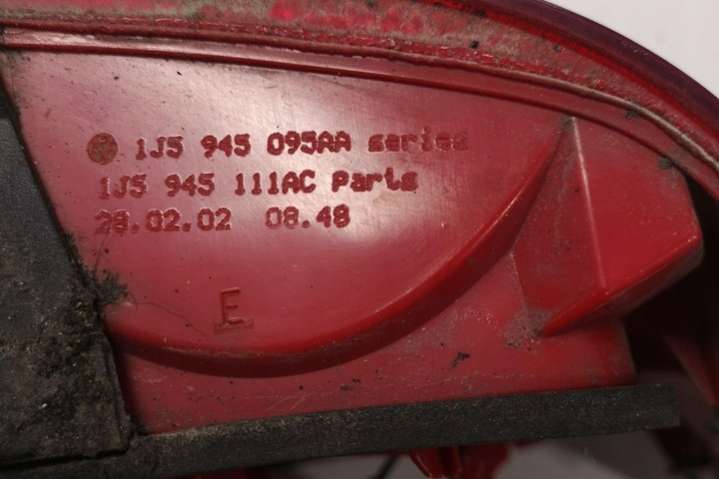 1J5 945 095AA series
1J5 945 111AC Parts
28.02.02 08.48
E